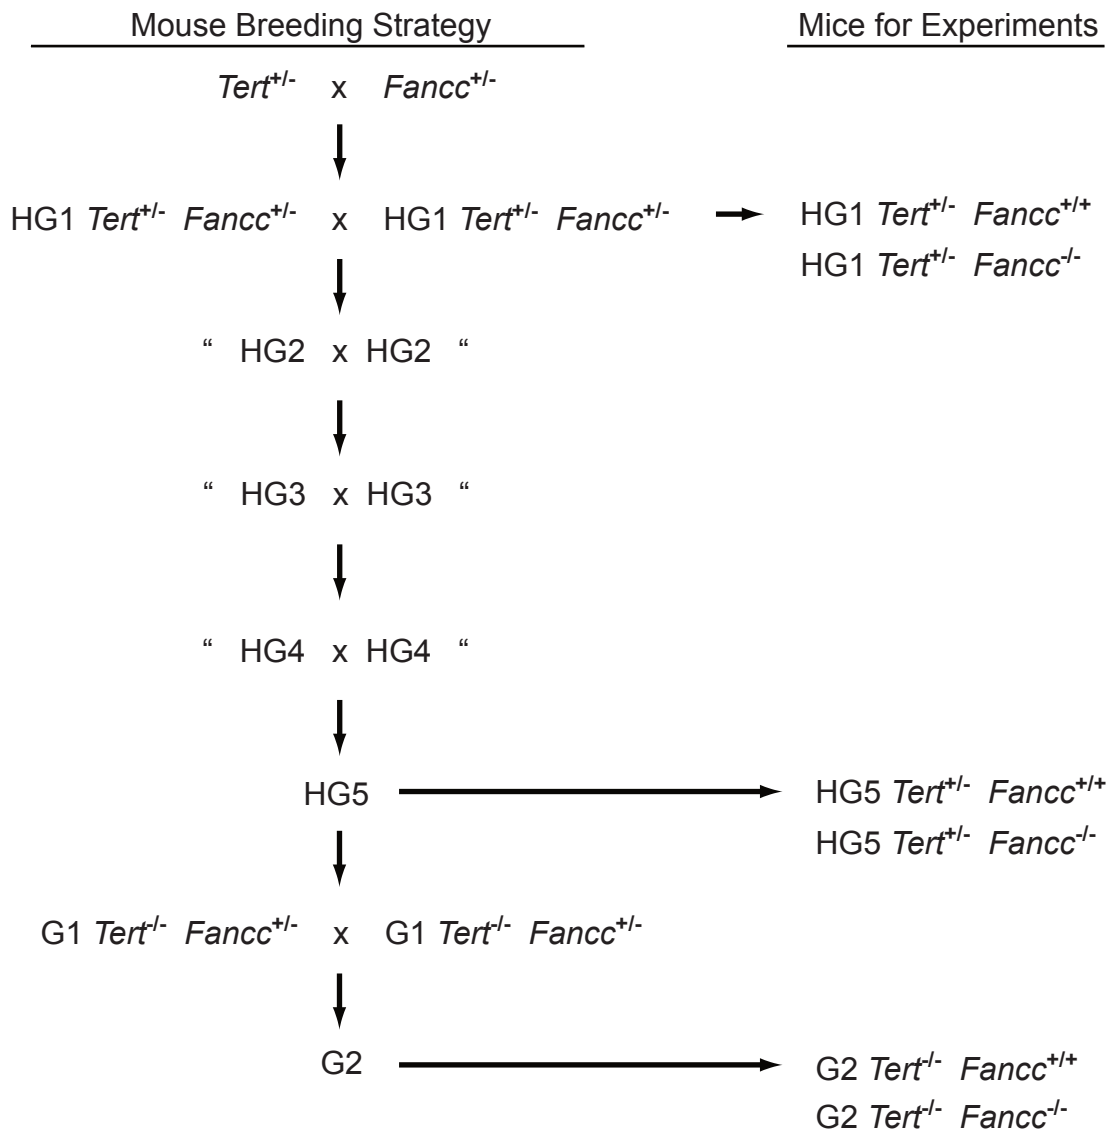 Mouse Breeding Strategy Mice for Experiments
Tert+/- x Fancc+/-
HG1 Tert+/- Fancc+/- x HG1 Tert+/- Fancc+/- HG1 Tert+/- Fancc+/+
HG1 Tert+/- Fancc-/-
“ HG2 x HG2 “
“ HG3 x HG3 “
“ HG4 x HG4 “
HG5 HG5 Tert+/- Fancc+/+
HG5 Tert+/- Fancc-/-
G1 Tert-/- Fancc+/- x G1 Tert-/- Fancc+/-
G2 G2 Tert-/- Fancc+/+
G2 Tert-/- Fancc-/-